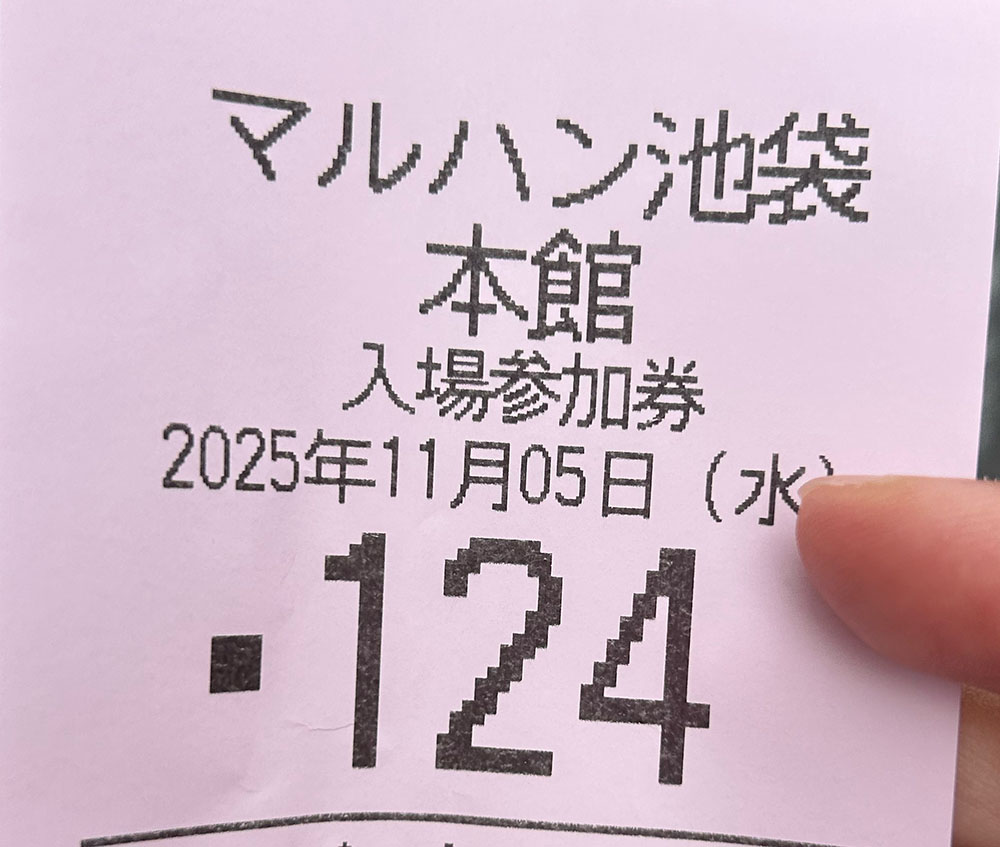 マルハン池袋
本館
入場参加券
2025年11月05日（水）
・124